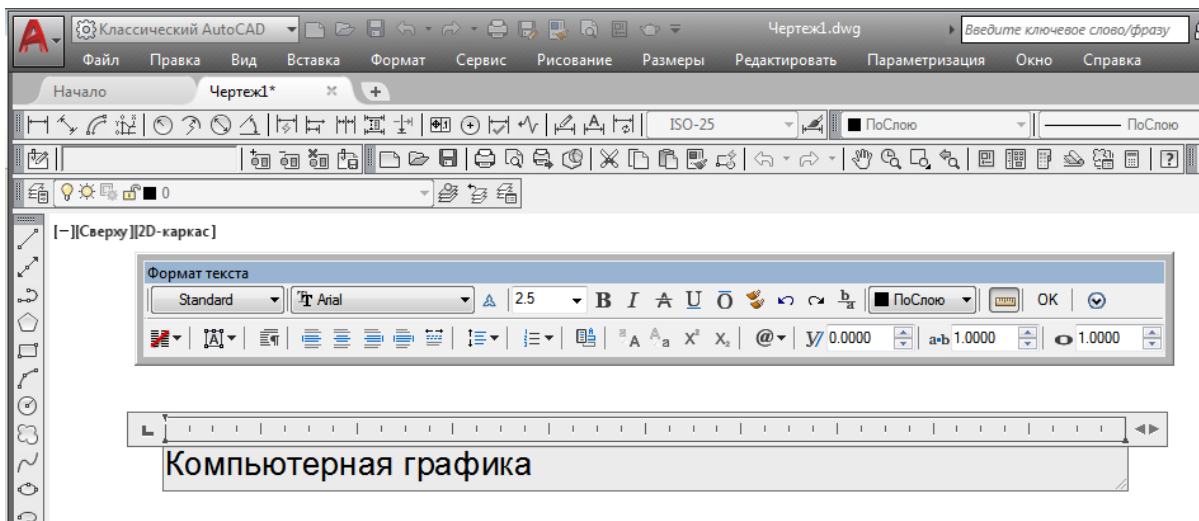 Классический AutoCAD Чертеж1.dwg Введите ключевое слово/фразу
Файл Правка Вид Вставка Формат Сервис Рисование Размеры Редактировать Параметризация Окно Справка
Начало Чертеж1*
ISO-25 ПоСлою ПоСлою
0
[−][Сверху][2D-каркас]
Формат текста
Standard Arial 2.5 B I A U O b/a ПоСлою OK
@ 0.0000 a•b 1.0000 O 1.0000
Компьютерная графика